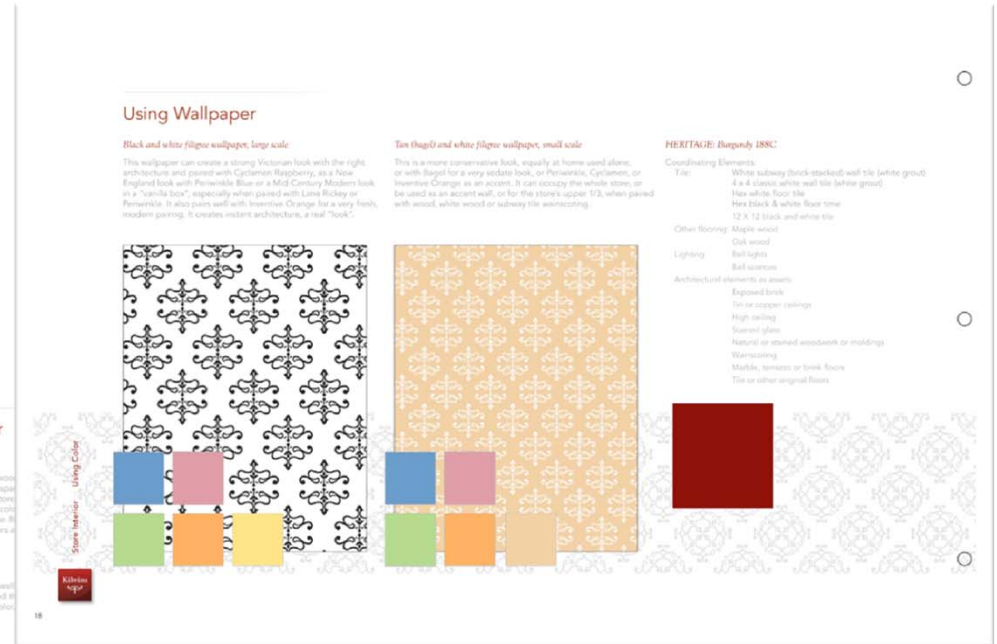 Using Wallpaper
Black and white filigree wallpaper, large scale
This wallpaper can create a strong Victorian look with the right
architecture and paired with Cyclamen Raspberry, as a New
England look with Periwinkle Blue or a Mid-Century Modern look
in a "vanilla box", especially when paired with Lime Rickey or
Periwinkle. It also pairs well with Inventive Orange for a very fresh,
modern pairing. It creates instant architecture, a real "look".
Tan (bagel) and white filigree wallpaper, small scale
This is a more conservative look, equally at home used alone,
or with Bagel for a very sedate look, or Periwinkle, Cyclamen, or
Inventive Orange as an accent. It can occupy the whole store, or
be used as an accent wall, or for the store's upper 1/3, when paired
with wood, white wood or subway tile wainscoting.
HERITAGE: Burgundy 188C
Coordinating Elements:
Tile: White subway (brick-stacked) wall tile (white grout)
4 x 4 classic white wall tile (white grout)
Hex white floor tile
Hex black & white floor time
12 X 12 black and white tile
Other flooring: Maple wood
Oak wood
Lighting: Ball lights
Ball sconces
Architectural elements as assets:
Exposed brick
Tin or copper ceilings
High ceiling
Stained glass
Natural or stained woodwork or moldings
Wainscoting
Marble, terrazzo or brink floors
Tile or other original floors
Store Interior Using Color
Kilwins
18